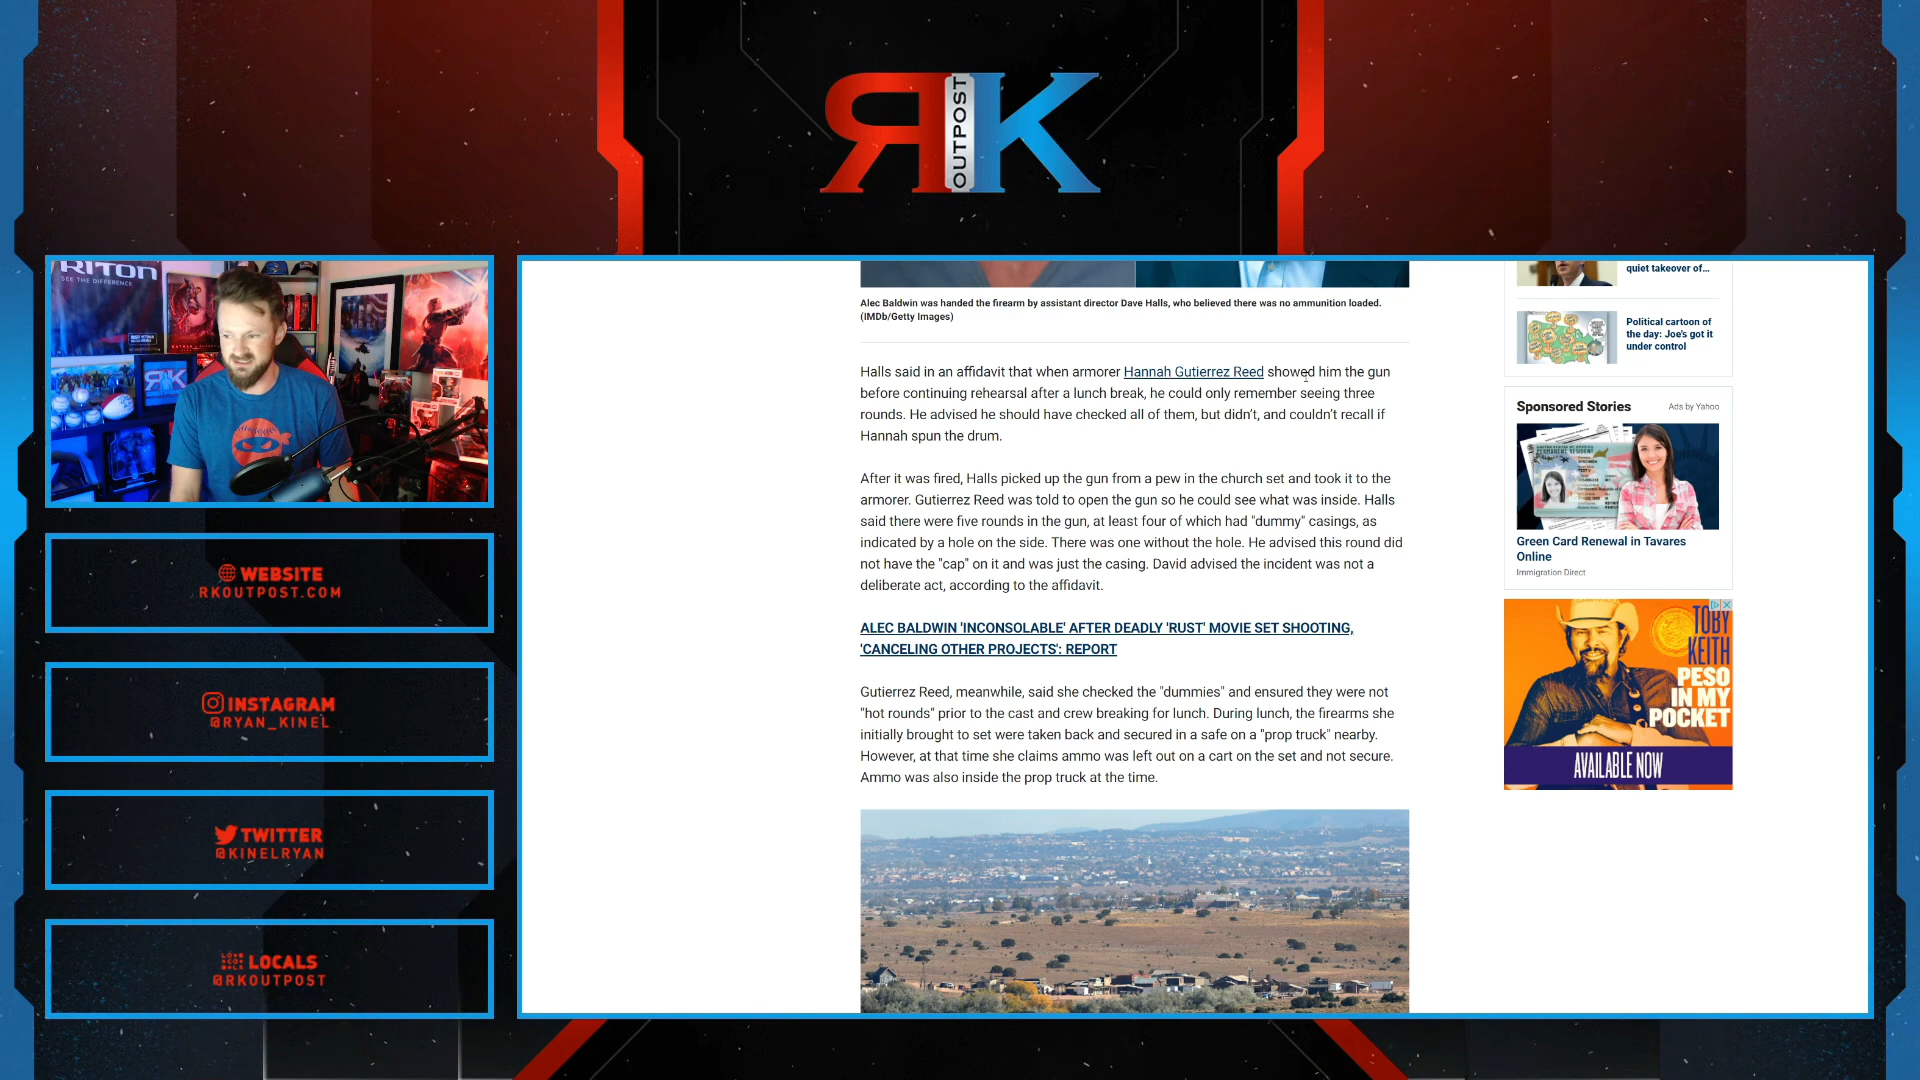 RK
OUTPOST
RITON
SEE THE DIFFERENCE
RK
WEBSITE
RKOUTPOST.COM
INSTAGRAM
@RYAN_KINEL
TWITTER
@KINELRYAN
LOCALS
@RKOUTPOST
Alec Baldwin was handed the firearm by assistant director Dave Halls, who believed there was no ammunition loaded.
(IMDb/Getty Images)
Halls said in an affidavit that when armorer Hannah Gutierrez Reed showed him the gun
before continuing rehearsal after a lunch break, he could only remember seeing three
rounds. He advised he should have checked all of them, but didn't, and couldn't recall if
Hannah spun the drum.
After it was fired, Halls picked up the gun from a pew in the church set and took it to the
armorer. Gutierrez Reed was told to open the gun so he could see what was inside. Halls
said there were five rounds in the gun, at least four of which had "dummy" casings, as
indicated by a hole on the side. There was one without the hole. He advised this round did
not have the "cap" on it and was just the casing. David advised the incident was not a
deliberate act, according to the affidavit.
ALEC BALDWIN 'INCONSOLABLE' AFTER DEADLY 'RUST' MOVIE SET SHOOTING,
'CANCELING OTHER PROJECTS': REPORT
Gutierrez Reed, meanwhile, said she checked the "dummies" and ensured they were not
"hot rounds" prior to the cast and crew breaking for lunch. During lunch, the firearms she
initially brought to set were taken back and secured in a safe on a "prop truck" nearby.
However, at that time she claims ammo was left out on a cart on the set and not secure.
Ammo was also inside the prop truck at the time.
quiet takeover of...
Political cartoon of
the day: Joe's got it
under control
Sponsored Stories
Ads by Yahoo
Green Card Renewal in Tavares
Online
Immigration Direct
TOBY
KEITH
PESO
IN MY
POCKET
AVAILABLE NOW